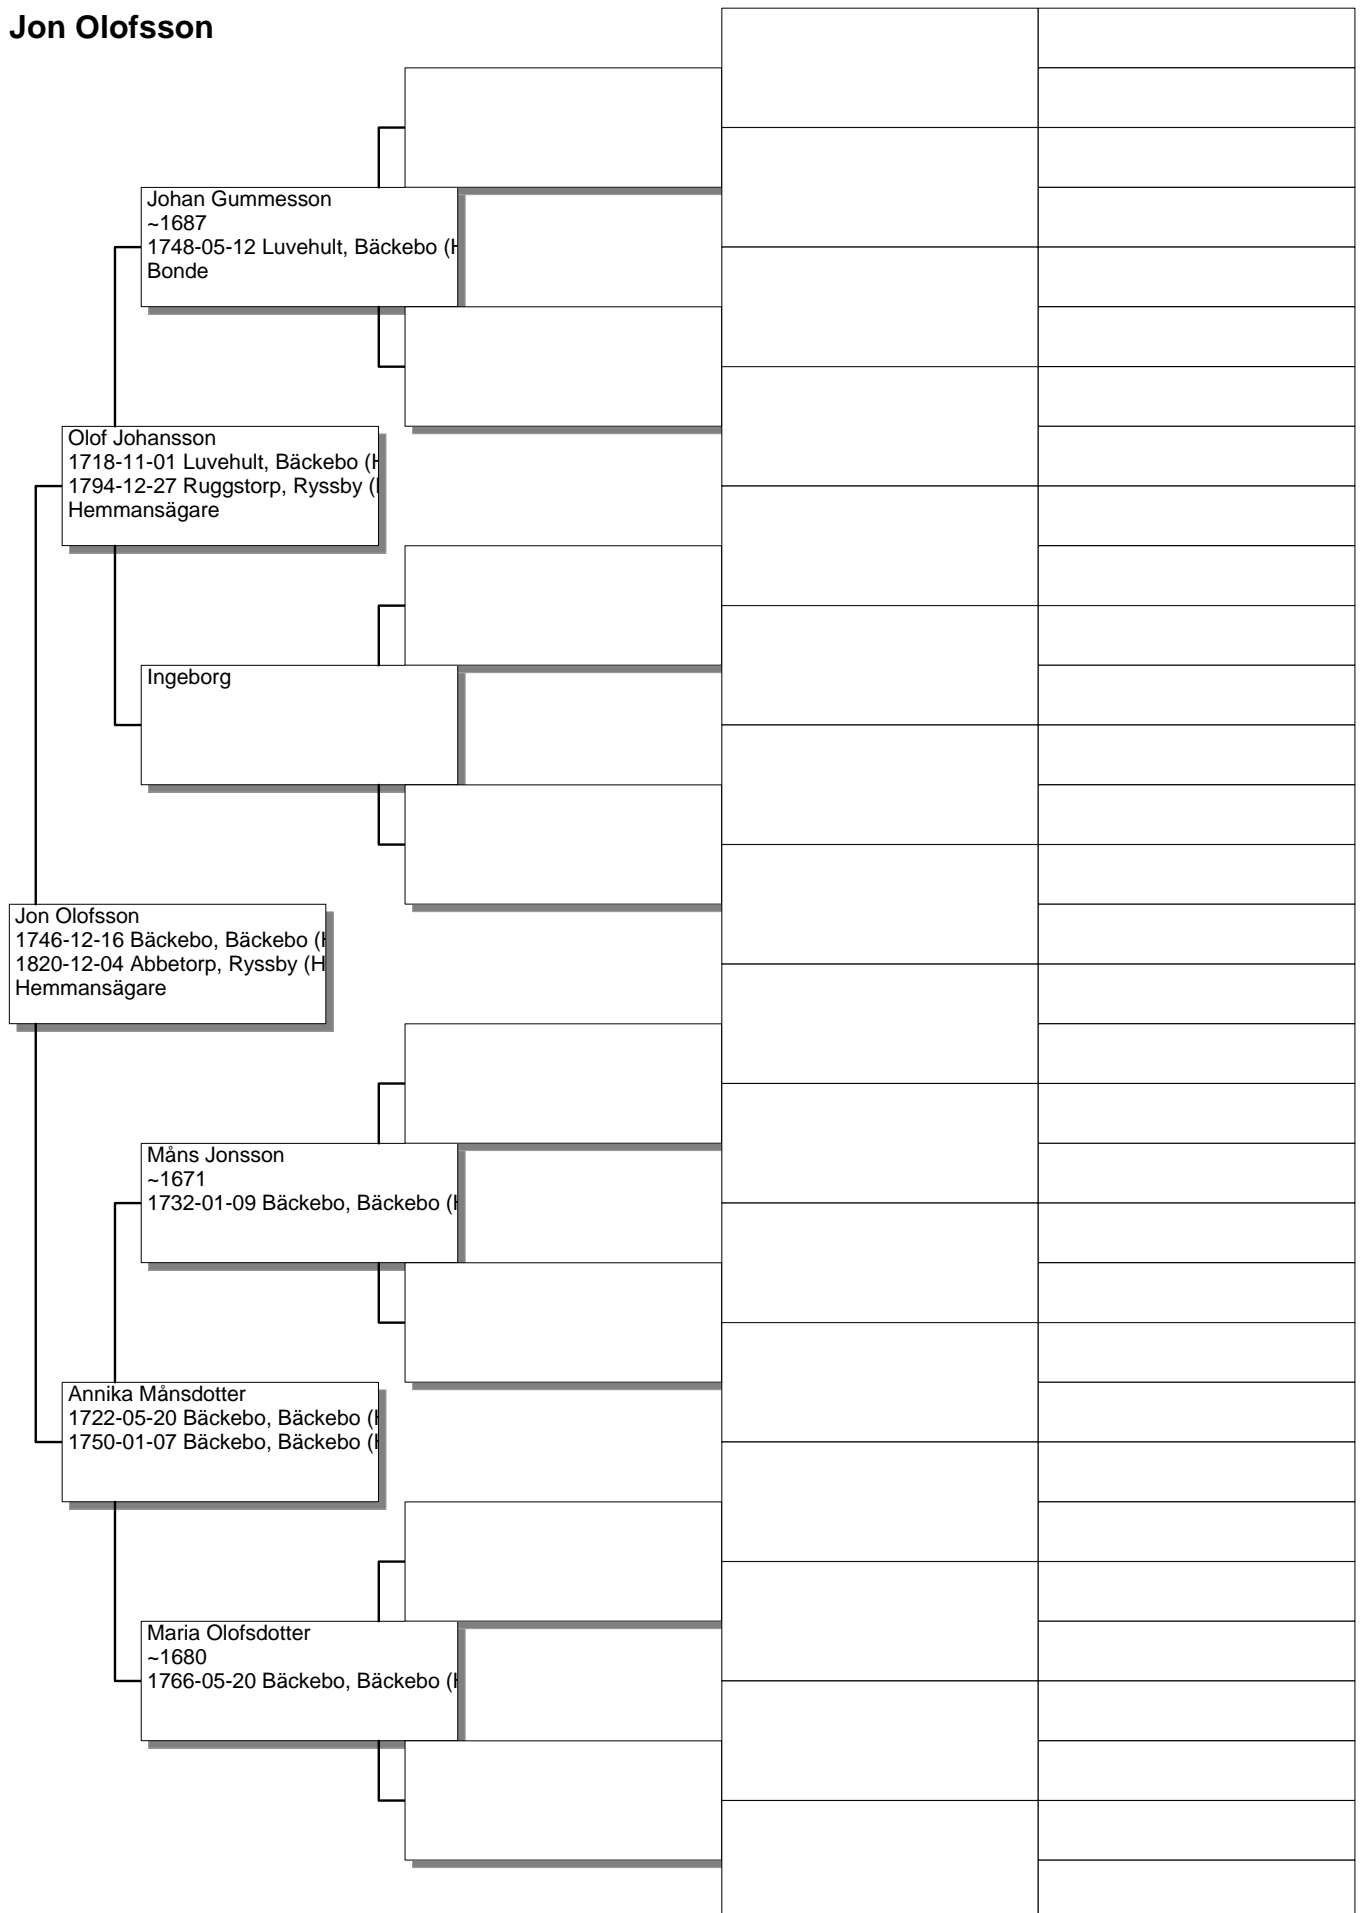 Jon Olofsson
Johan Gummesson
~1687
1748-05-12 Luvehult, Bäckebo (H
Bonde
Olof Johansson
1718-11-01 Luvehult, Bäckebo (H
1794-12-27 Ruggstorp, Ryssby (
Hemmansägare
Ingeborg
Jon Olofsson
1746-12-16 Bäckebo, Bäckebo (H
1820-12-04 Abbetorp, Ryssby (H
Hemmansägare
Måns Jonsson
~1671
1732-01-09 Bäckebo, Bäckebo (H
Annika Månsdotter
1722-05-20 Bäckebo, Bäckebo (H
1750-01-07 Bäckebo, Bäckebo (H
Maria Olofsdotter
~1680
1766-05-20 Bäckebo, Bäckebo (H